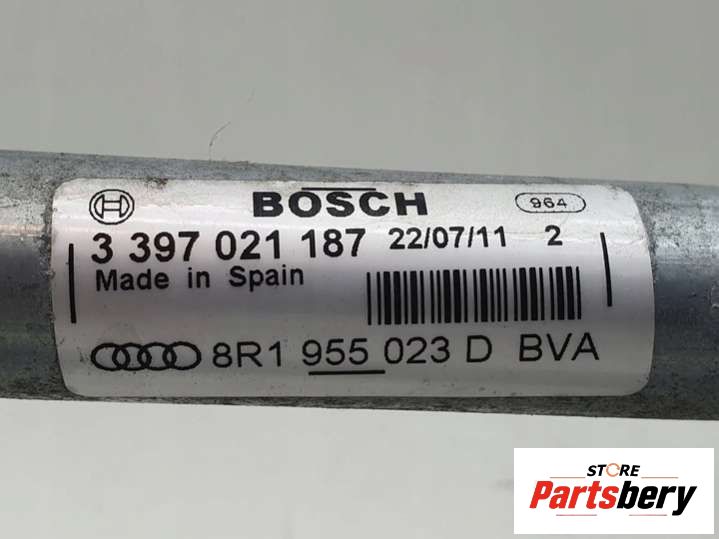 BOSCH 964
3 397 021 187 22/07/11 2
Made in Spain
8R1 955 023 D BVA
STORE
Partsbery